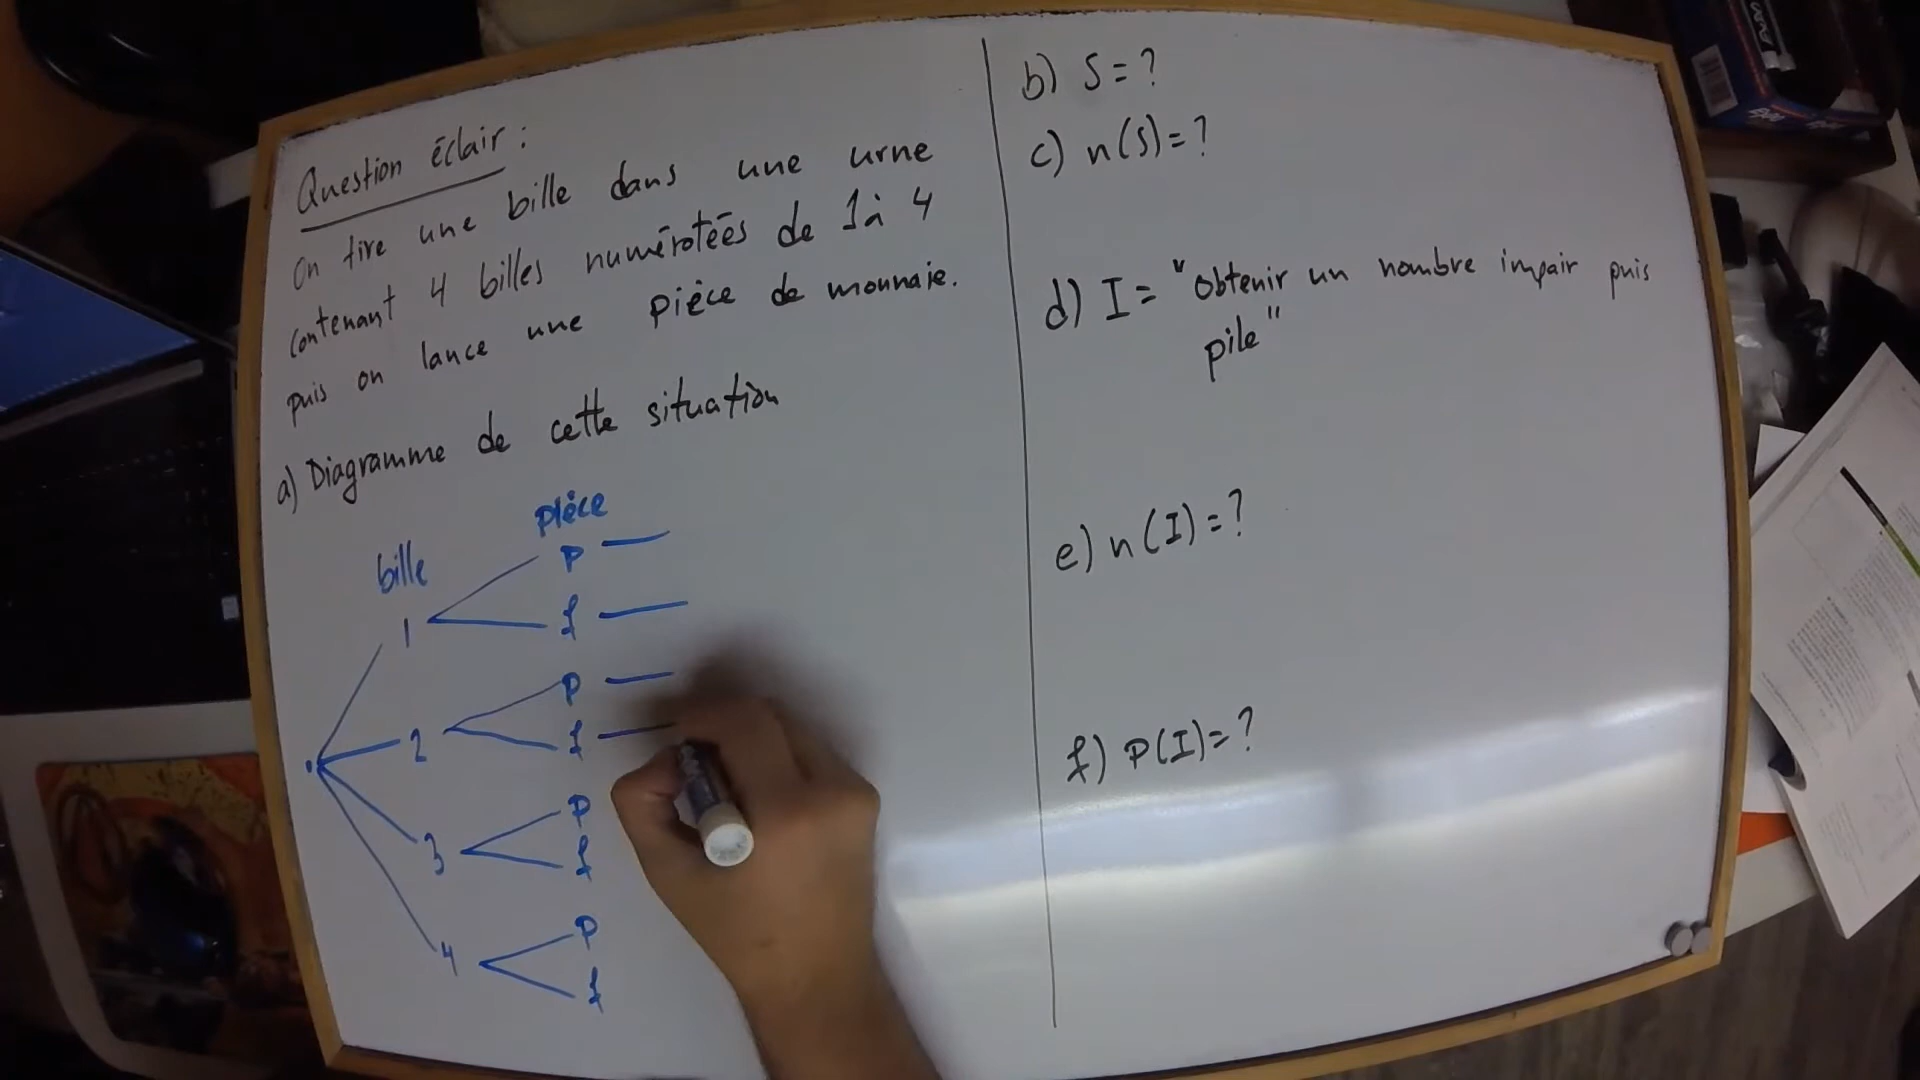 Question éclair :
On tire une bille dans une urne
contenant 4 billes numérotées de 1 à 4
puis on lance une pièce de monnaie.
a) Diagramme de cette situation
bille pièce
1 P
f
2 P
f
3 P
f
4 P
f
b) S = ?
c) n(S) = ?
d) I = "obtenir un nombre impair puis
pile"
e) n(I) = ?
f) P(I) = ?